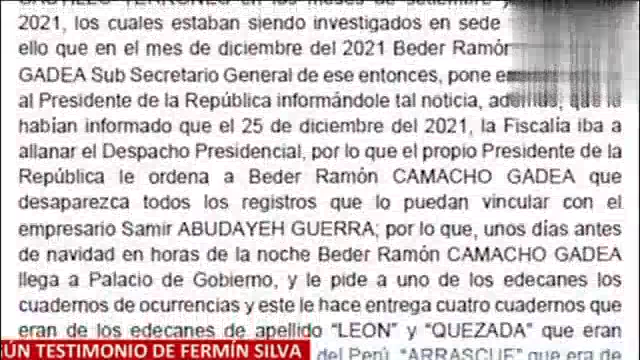 2021, los cuales estaban siendo investigados en sede
ello que en el mes de diciembre del 2021 Beder Ramón
GADEA Sub Secretario General de ese entonces, pone
al Presidente de la República informándole tal noticia,
habían informado que el 25 de diciembre del 2021, la Fiscalía iba a
allanar el Despacho Presidencial, por lo que el propio Presidente de la
República le ordena a Beder Ramón CAMACHO GADEA que
desaparezca todos los registros que lo puedan vincular con el
empresario Samir ABUDAYEH GUERRA; por lo que, unos días antes
de navidad en horas de la noche Beder Ramón CAMACHO GADEA
llega a Palacio de Gobierno, y le pide a uno de los edecanes los
cuadernos de ocurrencias y este le hace entrega cuatro cuadernos que
eran de los edecanes de apellido “LEON” y “QUEZADA” que eran
del Perú, “ARRASCUE” que era de
TESTIMONIO DE FERMÍN SILVA